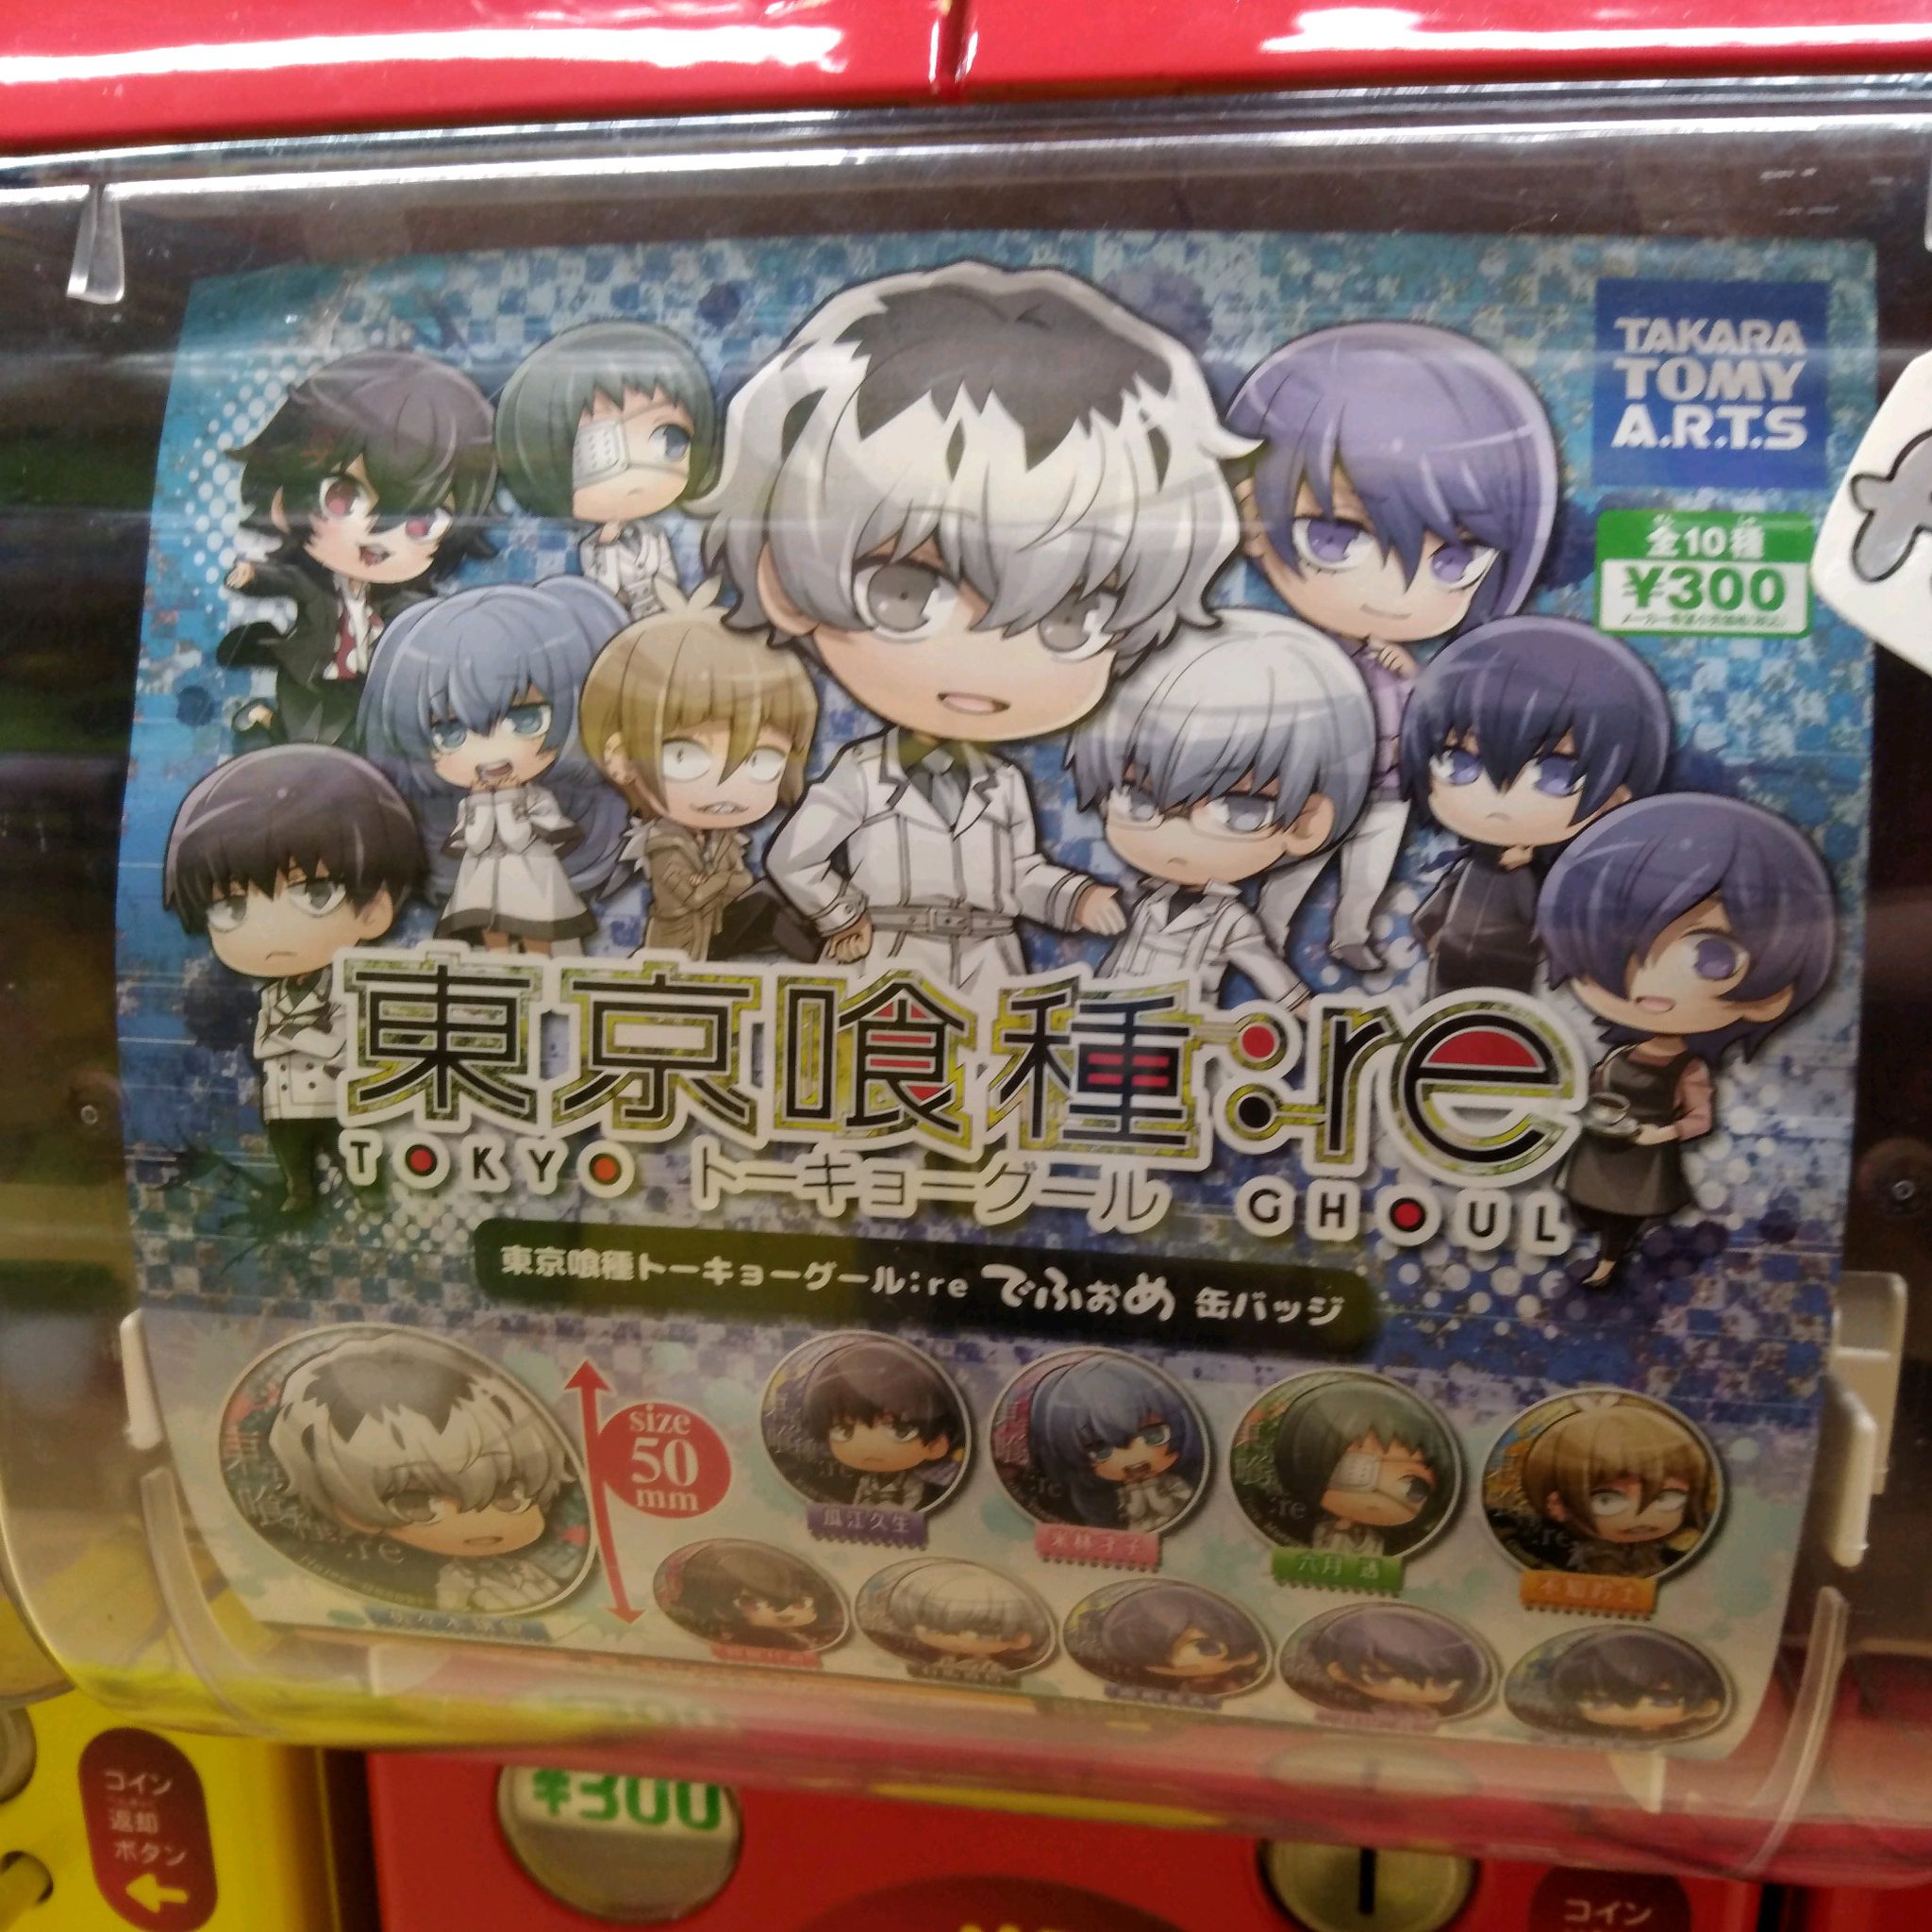 TAKARA
TOMY
A.R.T.S
全10種
¥300
東京喰種:re
TOKYO トーキョーグール GHOUL
東京喰種トーキョーグール:re でふぉめ 缶バッジ
size
50
mm
瓜江久生
米林才子
六月 透
不知吟士
¥300
コイン
返却
ボタン
コイン